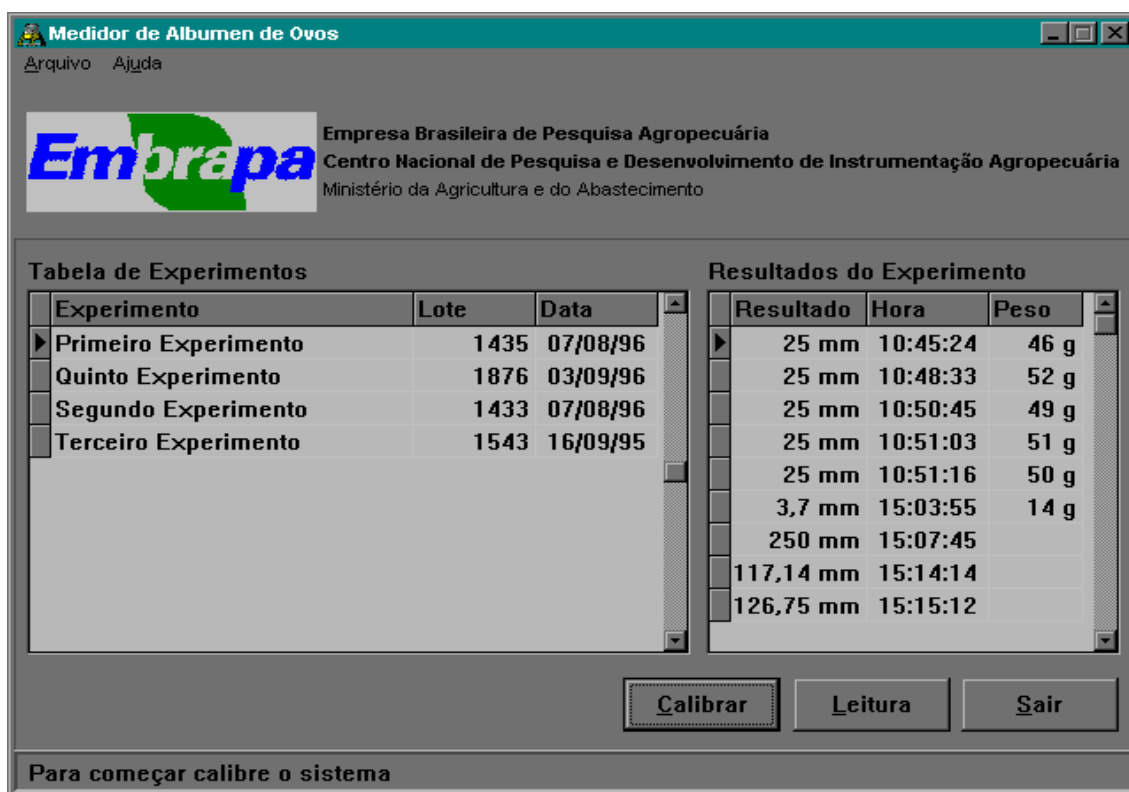 Medidor de Albumen de Ovos
Arquivo Ajuda
Embrapa
Empresa Brasileira de Pesquisa Agropecuária
Centro Nacional de Pesquisa e Desenvolvimento de Instrumentação Agropecuária
Ministério da Agricultura e do Abastecimento
Tabela de Experimentos
Experimento Lote Data
Primeiro Experimento 1435 07/08/96
Quinto Experimento 1876 03/09/96
Segundo Experimento 1433 07/08/96
Terceiro Experimento 1543 16/09/95
Resultados do Experimento
Resultado Hora Peso
25 mm 10:45:24 46 g
25 mm 10:48:33 52 g
25 mm 10:50:45 49 g
25 mm 10:51:03 51 g
25 mm 10:51:16 50 g
3,7 mm 15:03:55 14 g
250 mm 15:07:45
117,14 mm 15:14:14
126,75 mm 15:15:12
Calibrar Leitura Sair
Para começar calibre o sistema